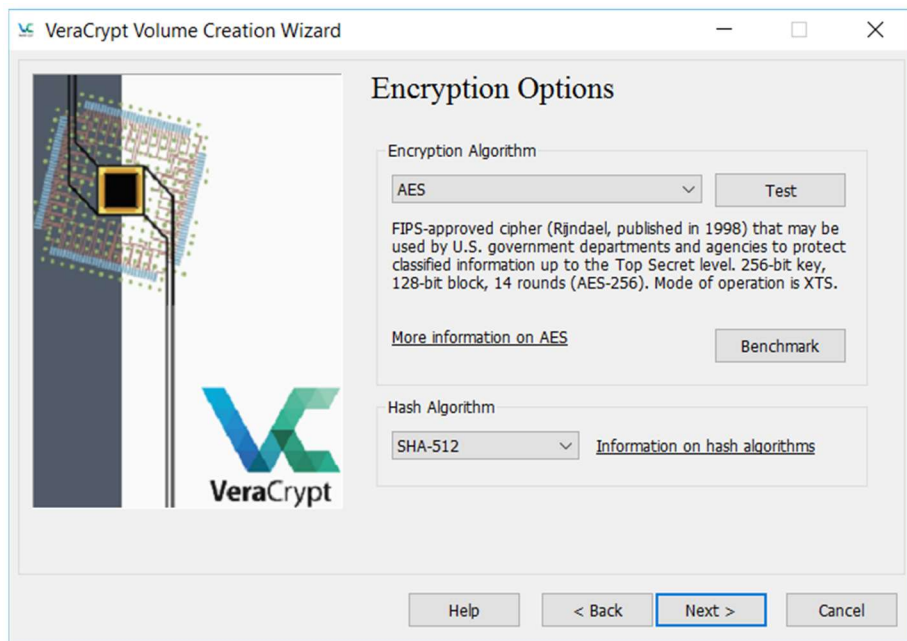 VeraCrypt Volume Creation Wizard
Encryption Options
Encryption Algorithm
AES
Test
FIPS-approved cipher (Rijndael, published in 1998) that may be
used by U.S. government departments and agencies to protect
classified information up to the Top Secret level. 256-bit key,
128-bit block, 14 rounds (AES-256). Mode of operation is XTS.
More information on AES
Benchmark
Hash Algorithm
SHA-512
Information on hash algorithms
VeraCrypt
Help
< Back
Next >
Cancel